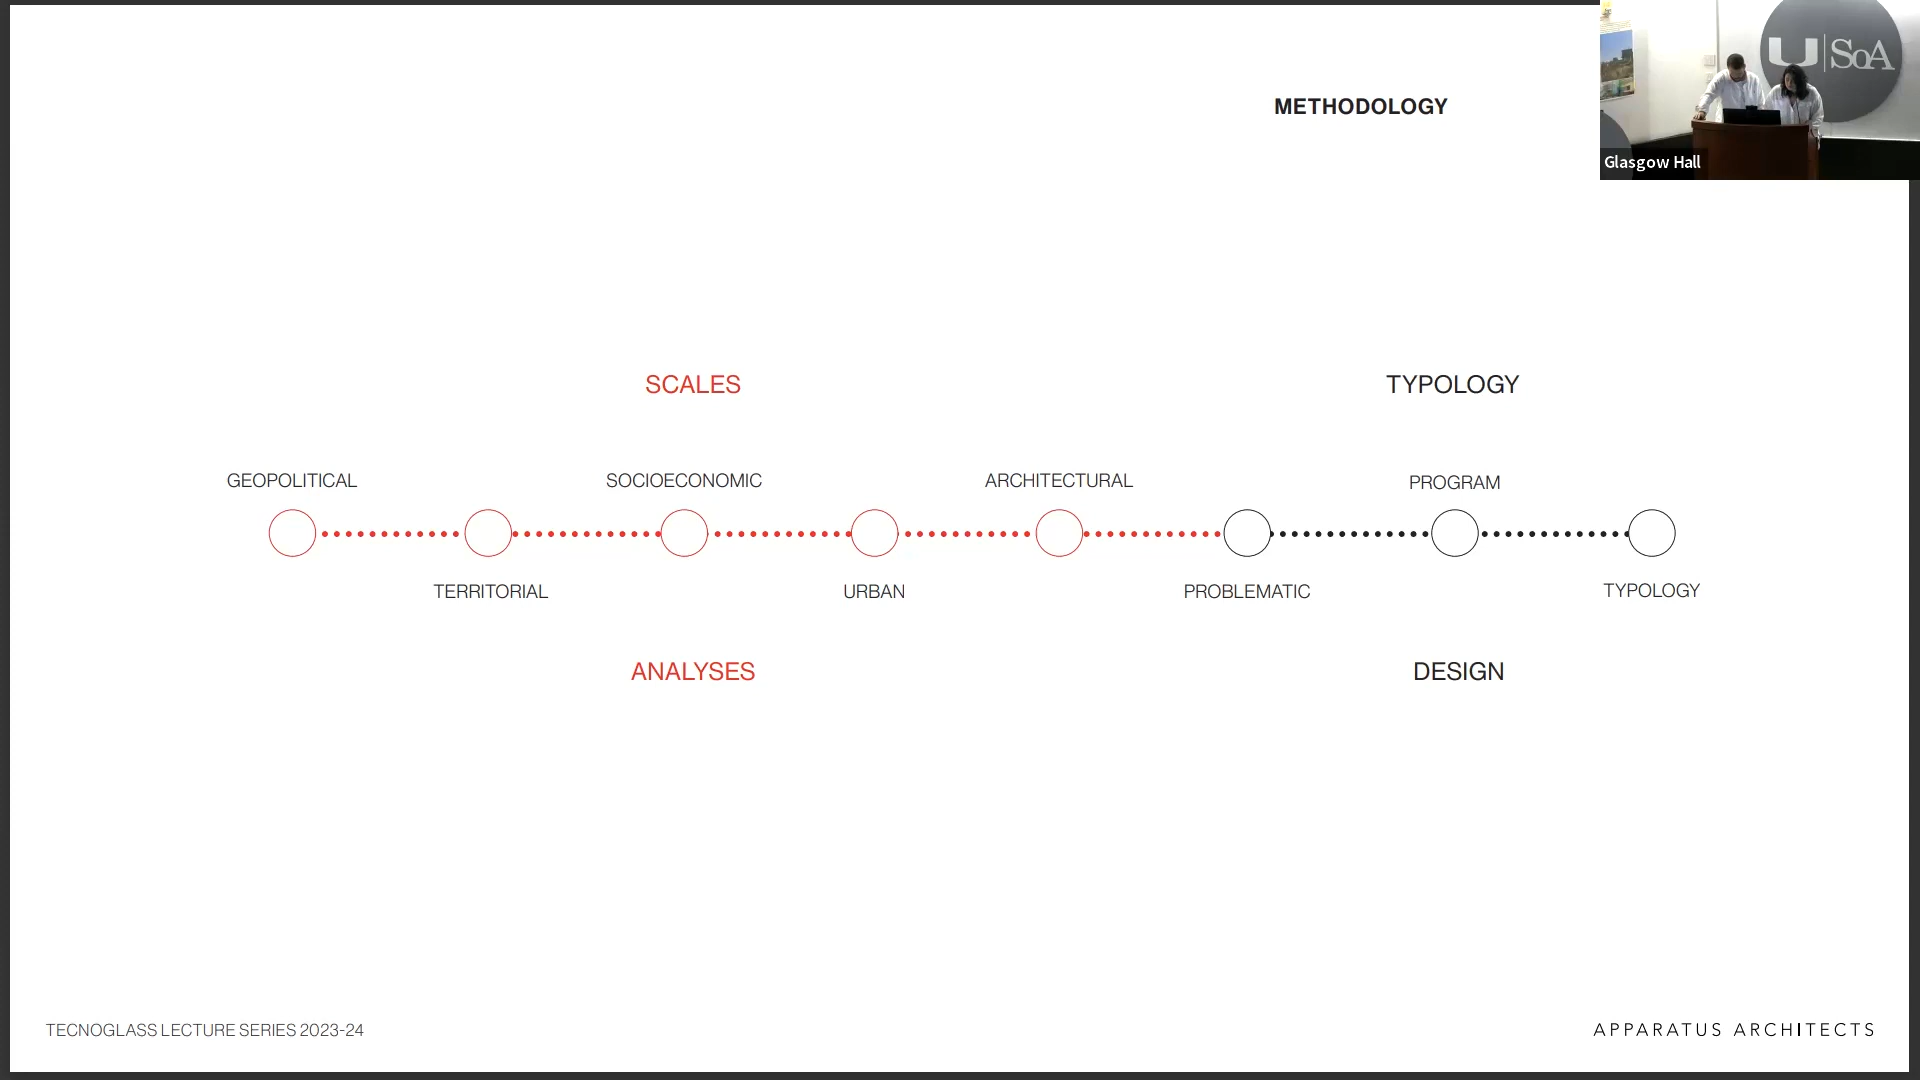 METHODOLOGY
U|SoA
Glasgow Hall
SCALES
TYPOLOGY
GEOPOLITICAL
SOCIOECONOMIC
ARCHITECTURAL
PROGRAM
TERRITORIAL
URBAN
PROBLEMATIC
TYPOLOGY
ANALYSES
DESIGN
TECNOGLASS LECTURE SERIES 2023-24
APPARATUS ARCHITECTS